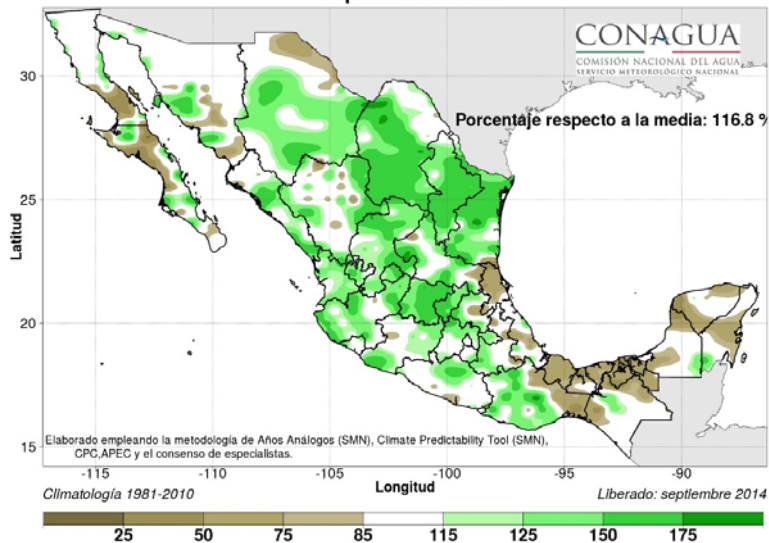 CONAGUA
COMISIÓN NACIONAL DEL AGUA
SERVICIO METEOROLÓGICO NACIONAL
Porcentaje respecto a la media: 116.8 %
Latitud
30
25
20
15
Elaborado empleando la metodología de Años Análogos (SMN), Climate Predictability Tool (SMN),
CPC,APEC y el consenso de especialistas.
-115 -110 -105 -100 -95 -90
Longitud
Climatología 1981-2010
Liberado: septiembre 2014
25 50 75 85 115 125 150 175